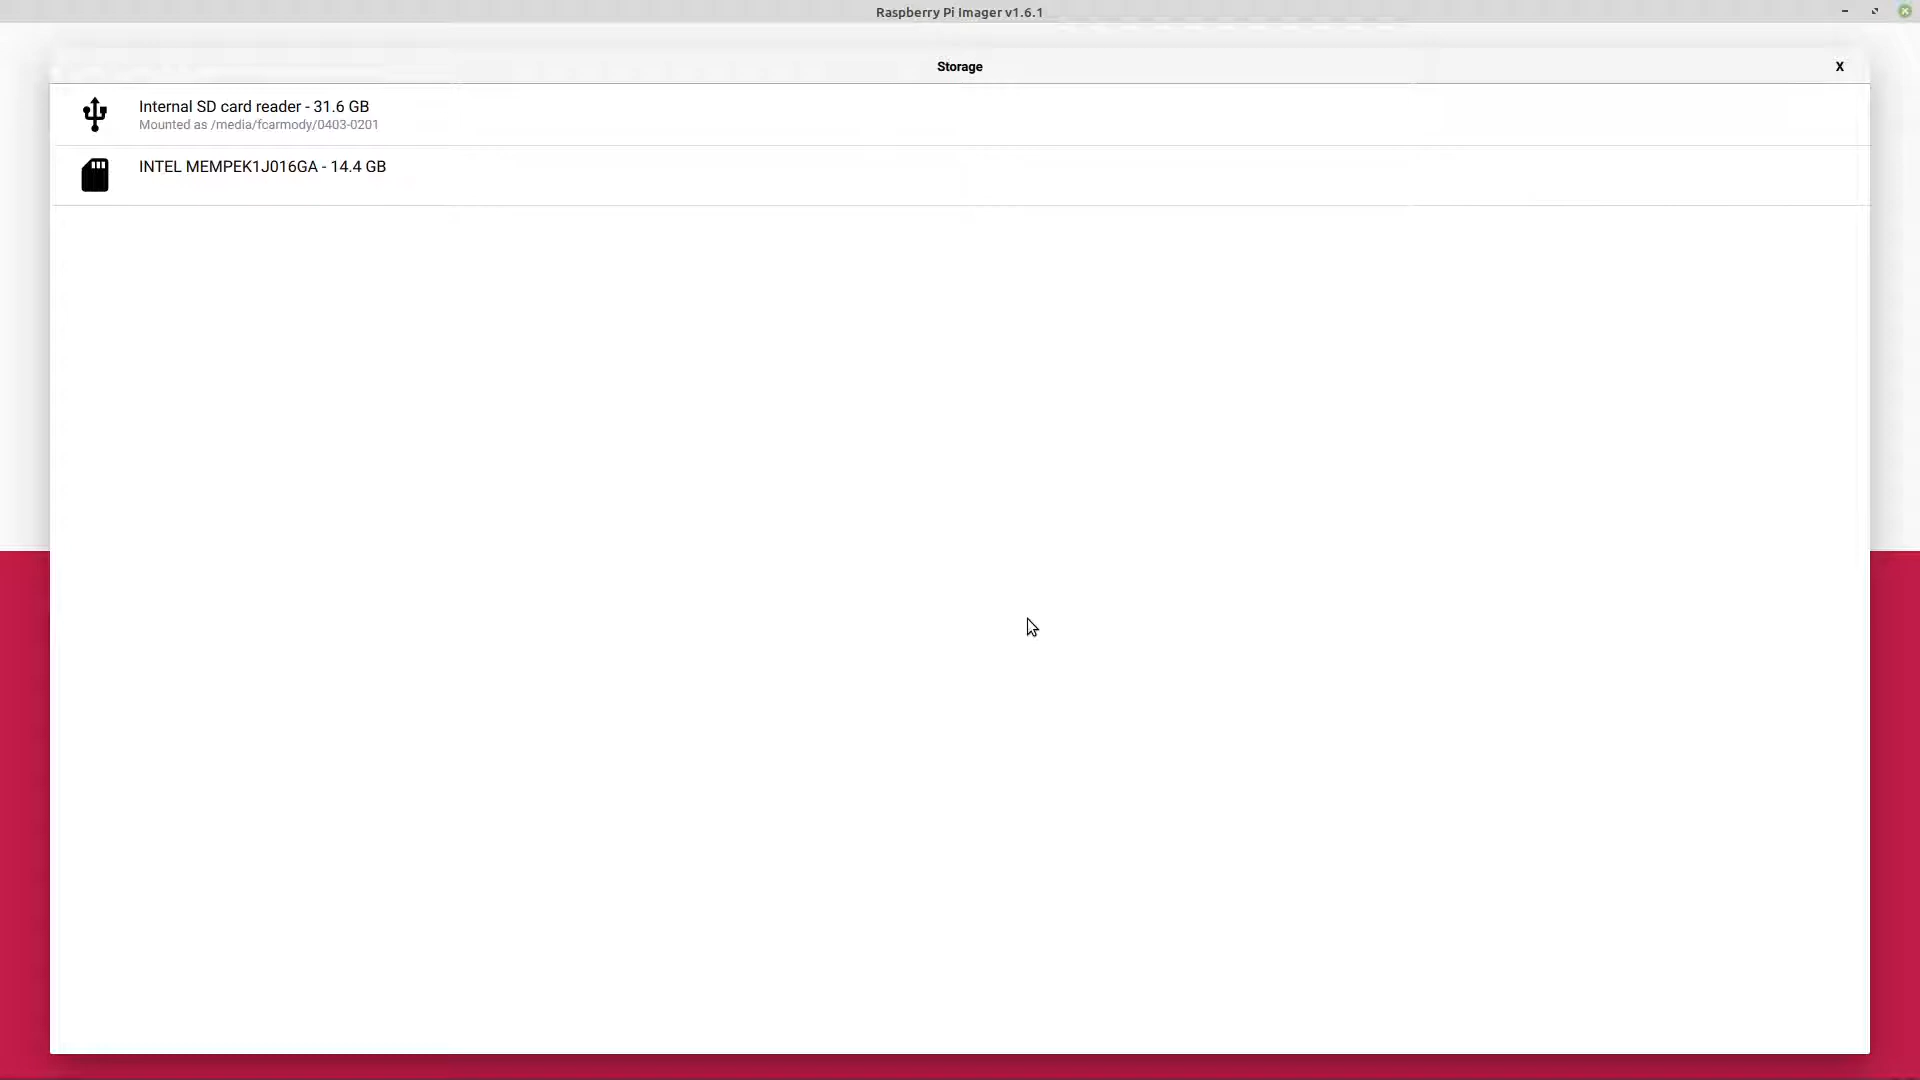 Raspberry Pi Imager v1.6.1
Storage
X
Internal SD card reader - 31.6 GB
Mounted as /media/fcarmody/0403-0201
INTEL MEMPEK1J016GA - 14.4 GB